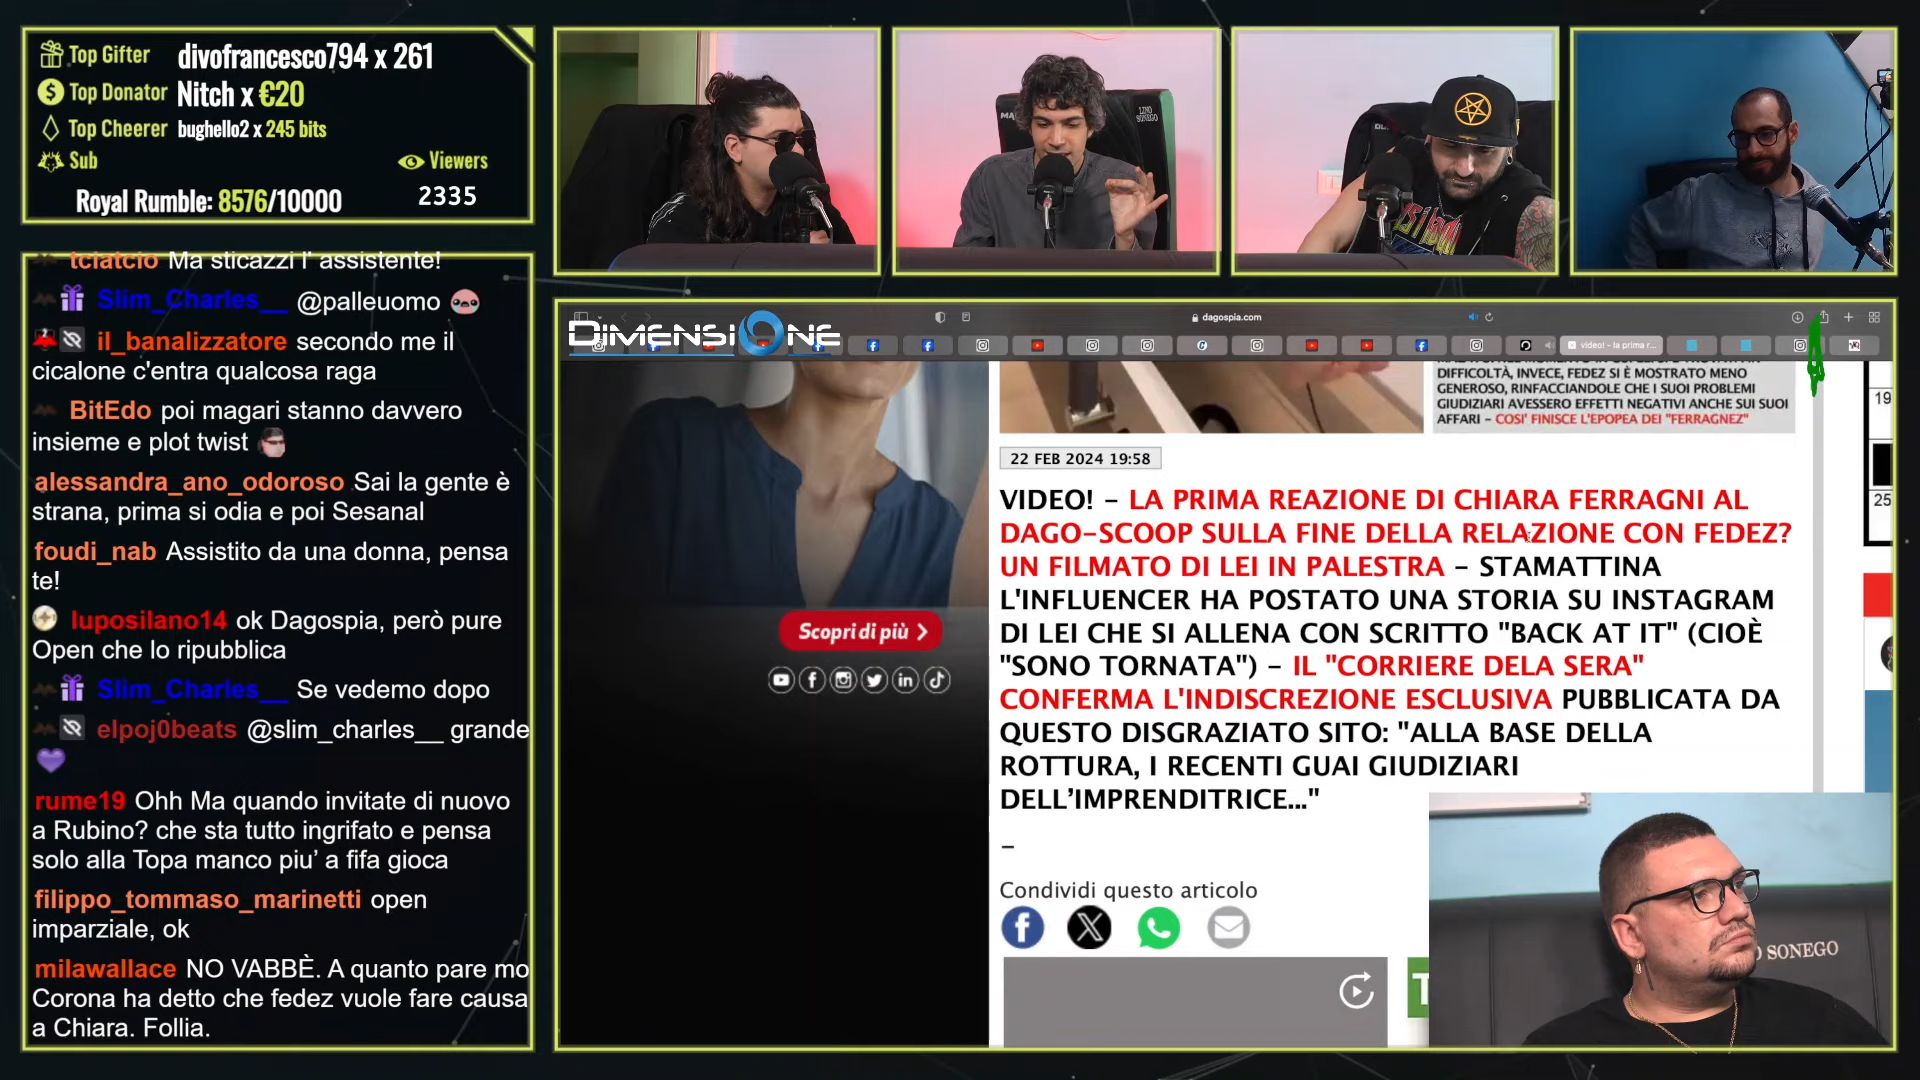 Top Gifter divofrancesco794 x 261
Top Donator Nitch x €20
Top Cheerer bughello2 x 245 bits
Sub
Viewers
Royal Rumble: 8576/10000
2335
tciatcio Ma sticazzi l' assistente!
Slim_Charles__ @palleuomo
il_banalizzatore secondo me il
cicalone c'entra qualcosa raga
BitEdo poi magari stanno davvero
insieme e plot twist
alessandra_ano_odoroso Sai la gente è
strana, prima si odia e poi Sesanal
foudi_nab Assistito da una donna, pensa
te!
luposilano14 ok Dagospia, però pure
Open che lo ripubblica
Slim_Charles__ Se vedemo dopo
elpoj0beats @slim_charles__ grande
rume19 Ohh Ma quando invitate di nuovo
a Rubino? che sta tutto ingrifato e pensa
solo alla Topa manco piu' a fifa gioca
filippo_tommaso_marinetti open
imparziale, ok
milawallace NO VABBÈ. A quanto pare mo
Corona ha detto che fedez vuole fare causa
a Chiara. Follia.
LINO
SONEGO
DIMENSIONE
dagospia.com
video! - la prima r...
DIFFICOLTÀ, INVECE, FEDEZ SI È MOSTRATO MENO
GENEROSO, RINFACCIANDOLE CHE I SUOI PROBLEMI
GIUDIZIARI AVESSERO EFFETTI NEGATIVI ANCHE SUI SUOI
AFFARI – COSI' FINISCE L'EPOPEA DEI "FERRAGNEZ"
19
25
22 FEB 2024 19:58
VIDEO! – LA PRIMA REAZIONE DI CHIARA FERRAGNI AL
DAGO-SCOOP SULLA FINE DELLA RELAZIONE CON FEDEZ?
UN FILMATO DI LEI IN PALESTRA – STAMATTINA
L'INFLUENCER HA POSTATO UNA STORIA SU INSTAGRAM
DI LEI CHE SI ALLENA CON SCRITTO "BACK AT IT" (CIOÈ
"SONO TORNATA") – IL "CORRIERE DELA SERA"
CONFERMA L'INDISCREZIONE ESCLUSIVA PUBBLICATA DA
QUESTO DISGRAZIATO SITO: "ALLA BASE DELLA
ROTTURA, I RECENTI GUAI GIUDIZIARI
DELL'IMPRENDITRICE..."
–
Scopri di più
Condividi questo articolo
SONEGO